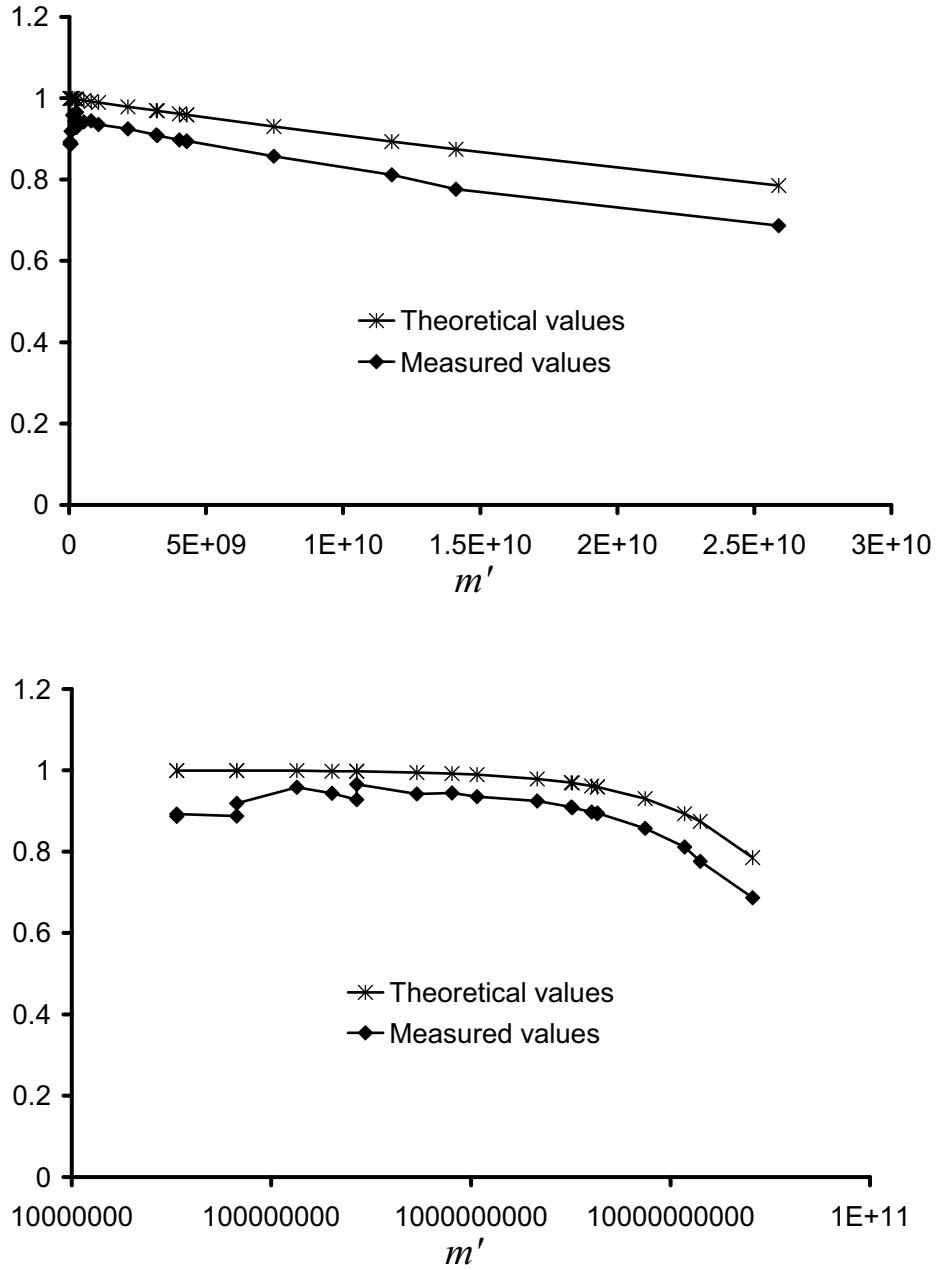 1.2
1
0.8
0.6
0.4
0.2
0
Theoretical values
Measured values
0 5E+09 1E+10 1.5E+10 2E+10 2.5E+10 3E+10
m'
1.2
1
0.8
0.6
0.4
0.2
0
Theoretical values
Measured values
10000000 100000000 1000000000 10000000000 1E+11
m'